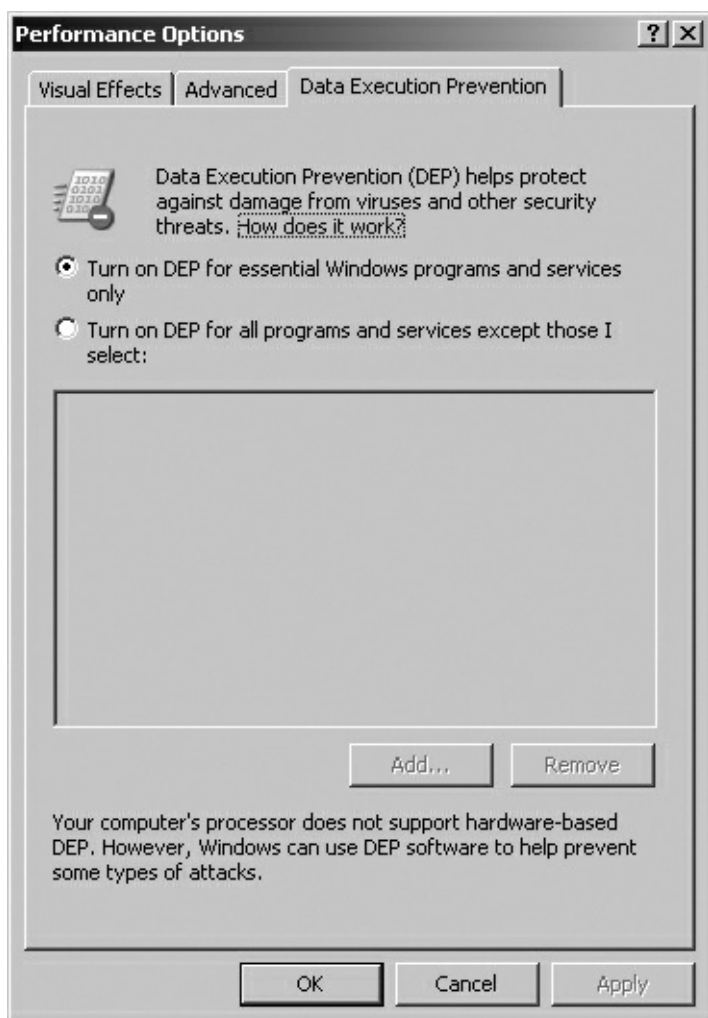 Performance Options
Visual Effects Advanced Data Execution Prevention
Data Execution Prevention (DEP) helps protect
against damage from viruses and other security
threats. How does it work?
Turn on DEP for essential Windows programs and services
only
Turn on DEP for all programs and services except those I
select:
Add... Remove
Your computer's processor does not support hardware-based
DEP. However, Windows can use DEP software to help prevent
some types of attacks.
OK Cancel Apply